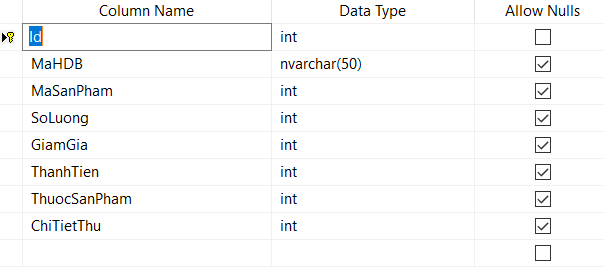 Column Name Data Type Allow Nulls
Id int
MaHDB nvarchar(50)
MaSanPham int
SoLuong int
GiamGia int
ThanhTien int
ThuocSanPham int
ChiTietThu int